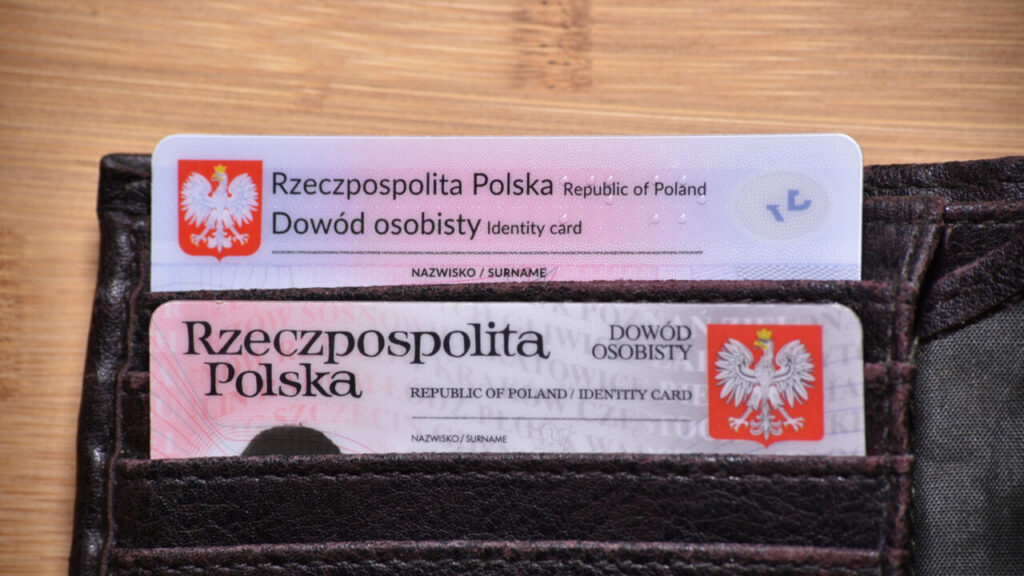 Rzeczpospolita Polska Republic of Poland
Dowód osobisty Identity card
NAZWISKO / SURNAME
Rzeczpospolita
Polska
DOWÓD
OSOBISTY
REPUBLIC OF POLAND / IDENTITY CARD
NAZWISKO / SURNAME